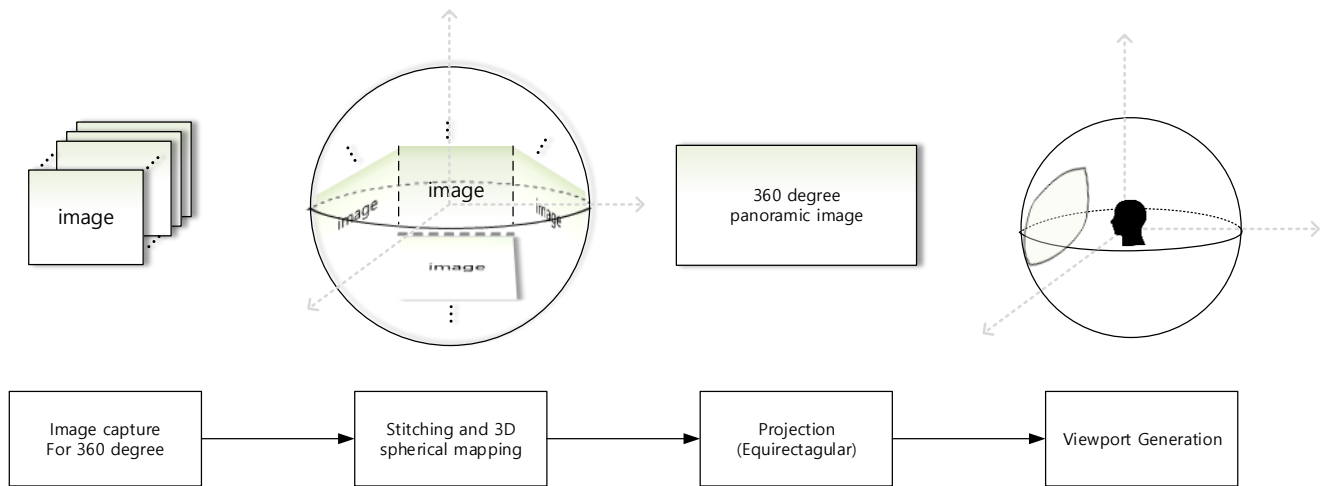 image
image
image
image
image
360 degree
panoramic image
Image capture
For 360 degree
Stitching and 3D
spherical mapping
Projection
(Equirectagular)
Viewport Generation